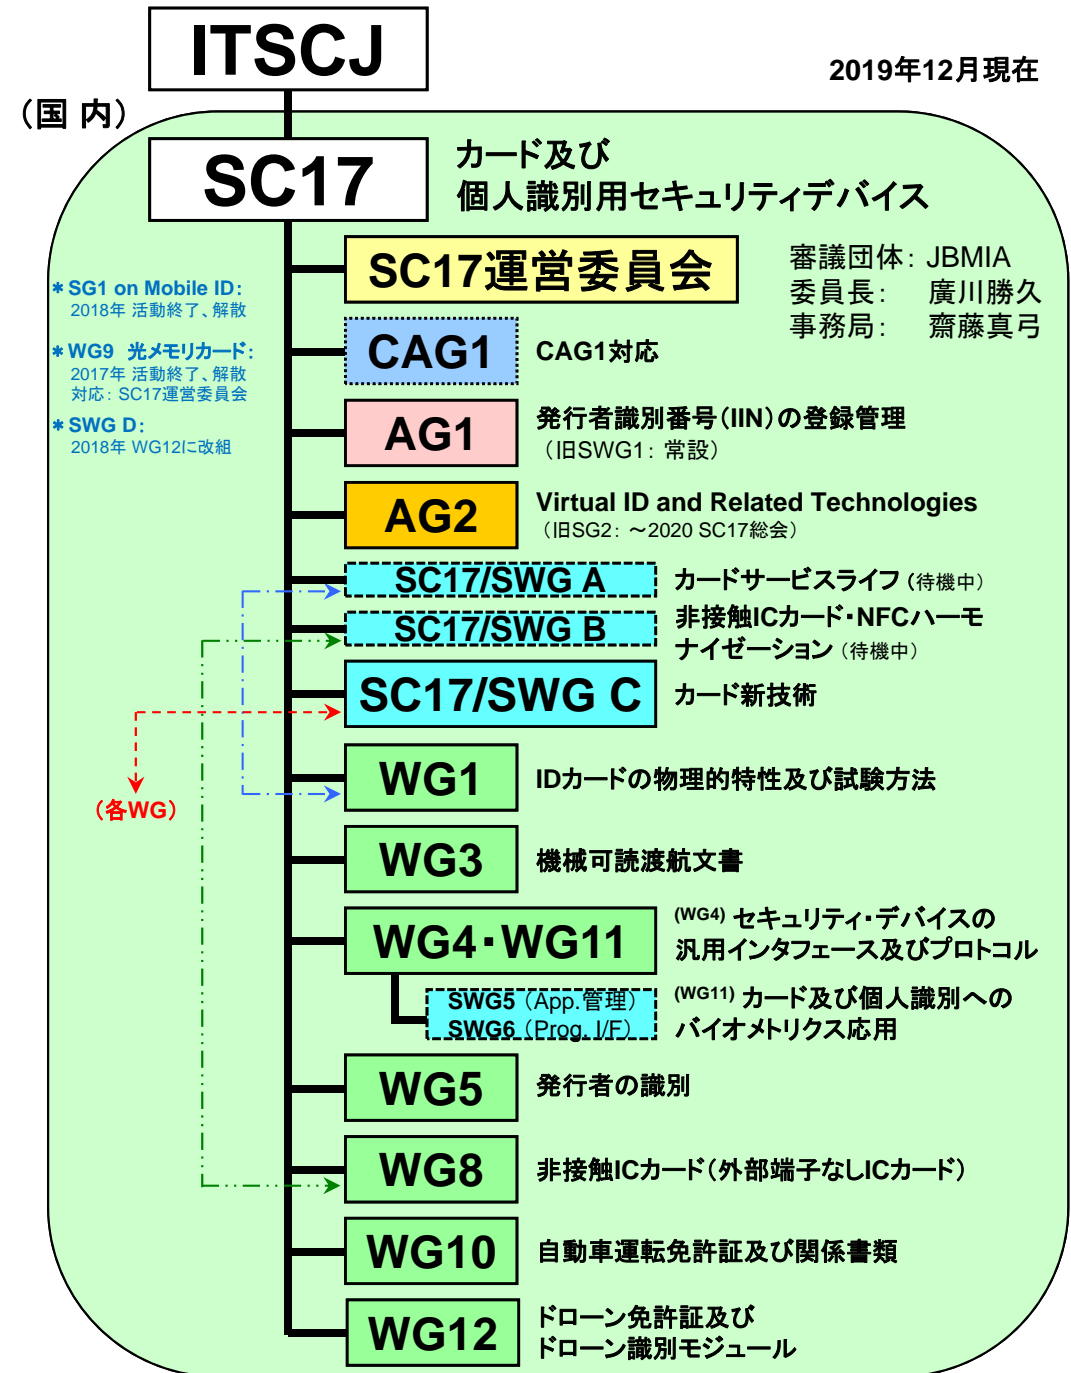 ITSCJ
2019年12月現在
（国 内）
SC17
カード及び
個人識別用セキュリティデバイス
SC17運営委員会
審議団体： JBMIA
委員長： 廣川勝久
事務局： 齋藤真弓
＊SG1 on Mobile ID：
2018年 活動終了、解散
＊WG9 光メモリカード：
2017年 活動終了、解散
対応： SC17運営委員会
＊SWG D：
2018年 WG12に改組
CAG1
CAG1対応
AG1
発行者識別番号（IIN）の登録管理
（旧SWG1： 常設）
AG2
Virtual ID and Related Technologies
（旧SG2： ～2020 SC17総会）
SC17/SWG A
カードサービスライフ （待機中）
SC17/SWG B
非接触ICカード・NFCハーモ
ナイゼーション （待機中）
SC17/SWG C
カード新技術
（各WG）
WG1
IDカードの物理的特性及び試験方法
WG3
機械可読渡航文書
WG4・WG11
(WG4) セキュリティ・デバイスの
汎用インタフェース及びプロトコル
SWG5 （App.管理）
SWG6 （Prog. I/F）
(WG11) カード及び個人識別への
バイオメトリクス応用
WG5
発行者の識別
WG8
非接触ICカード（外部端子なしICカード）
WG10
自動車運転免許証及び関係書類
WG12
ドローン免許証及び
ドローン識別モジュール